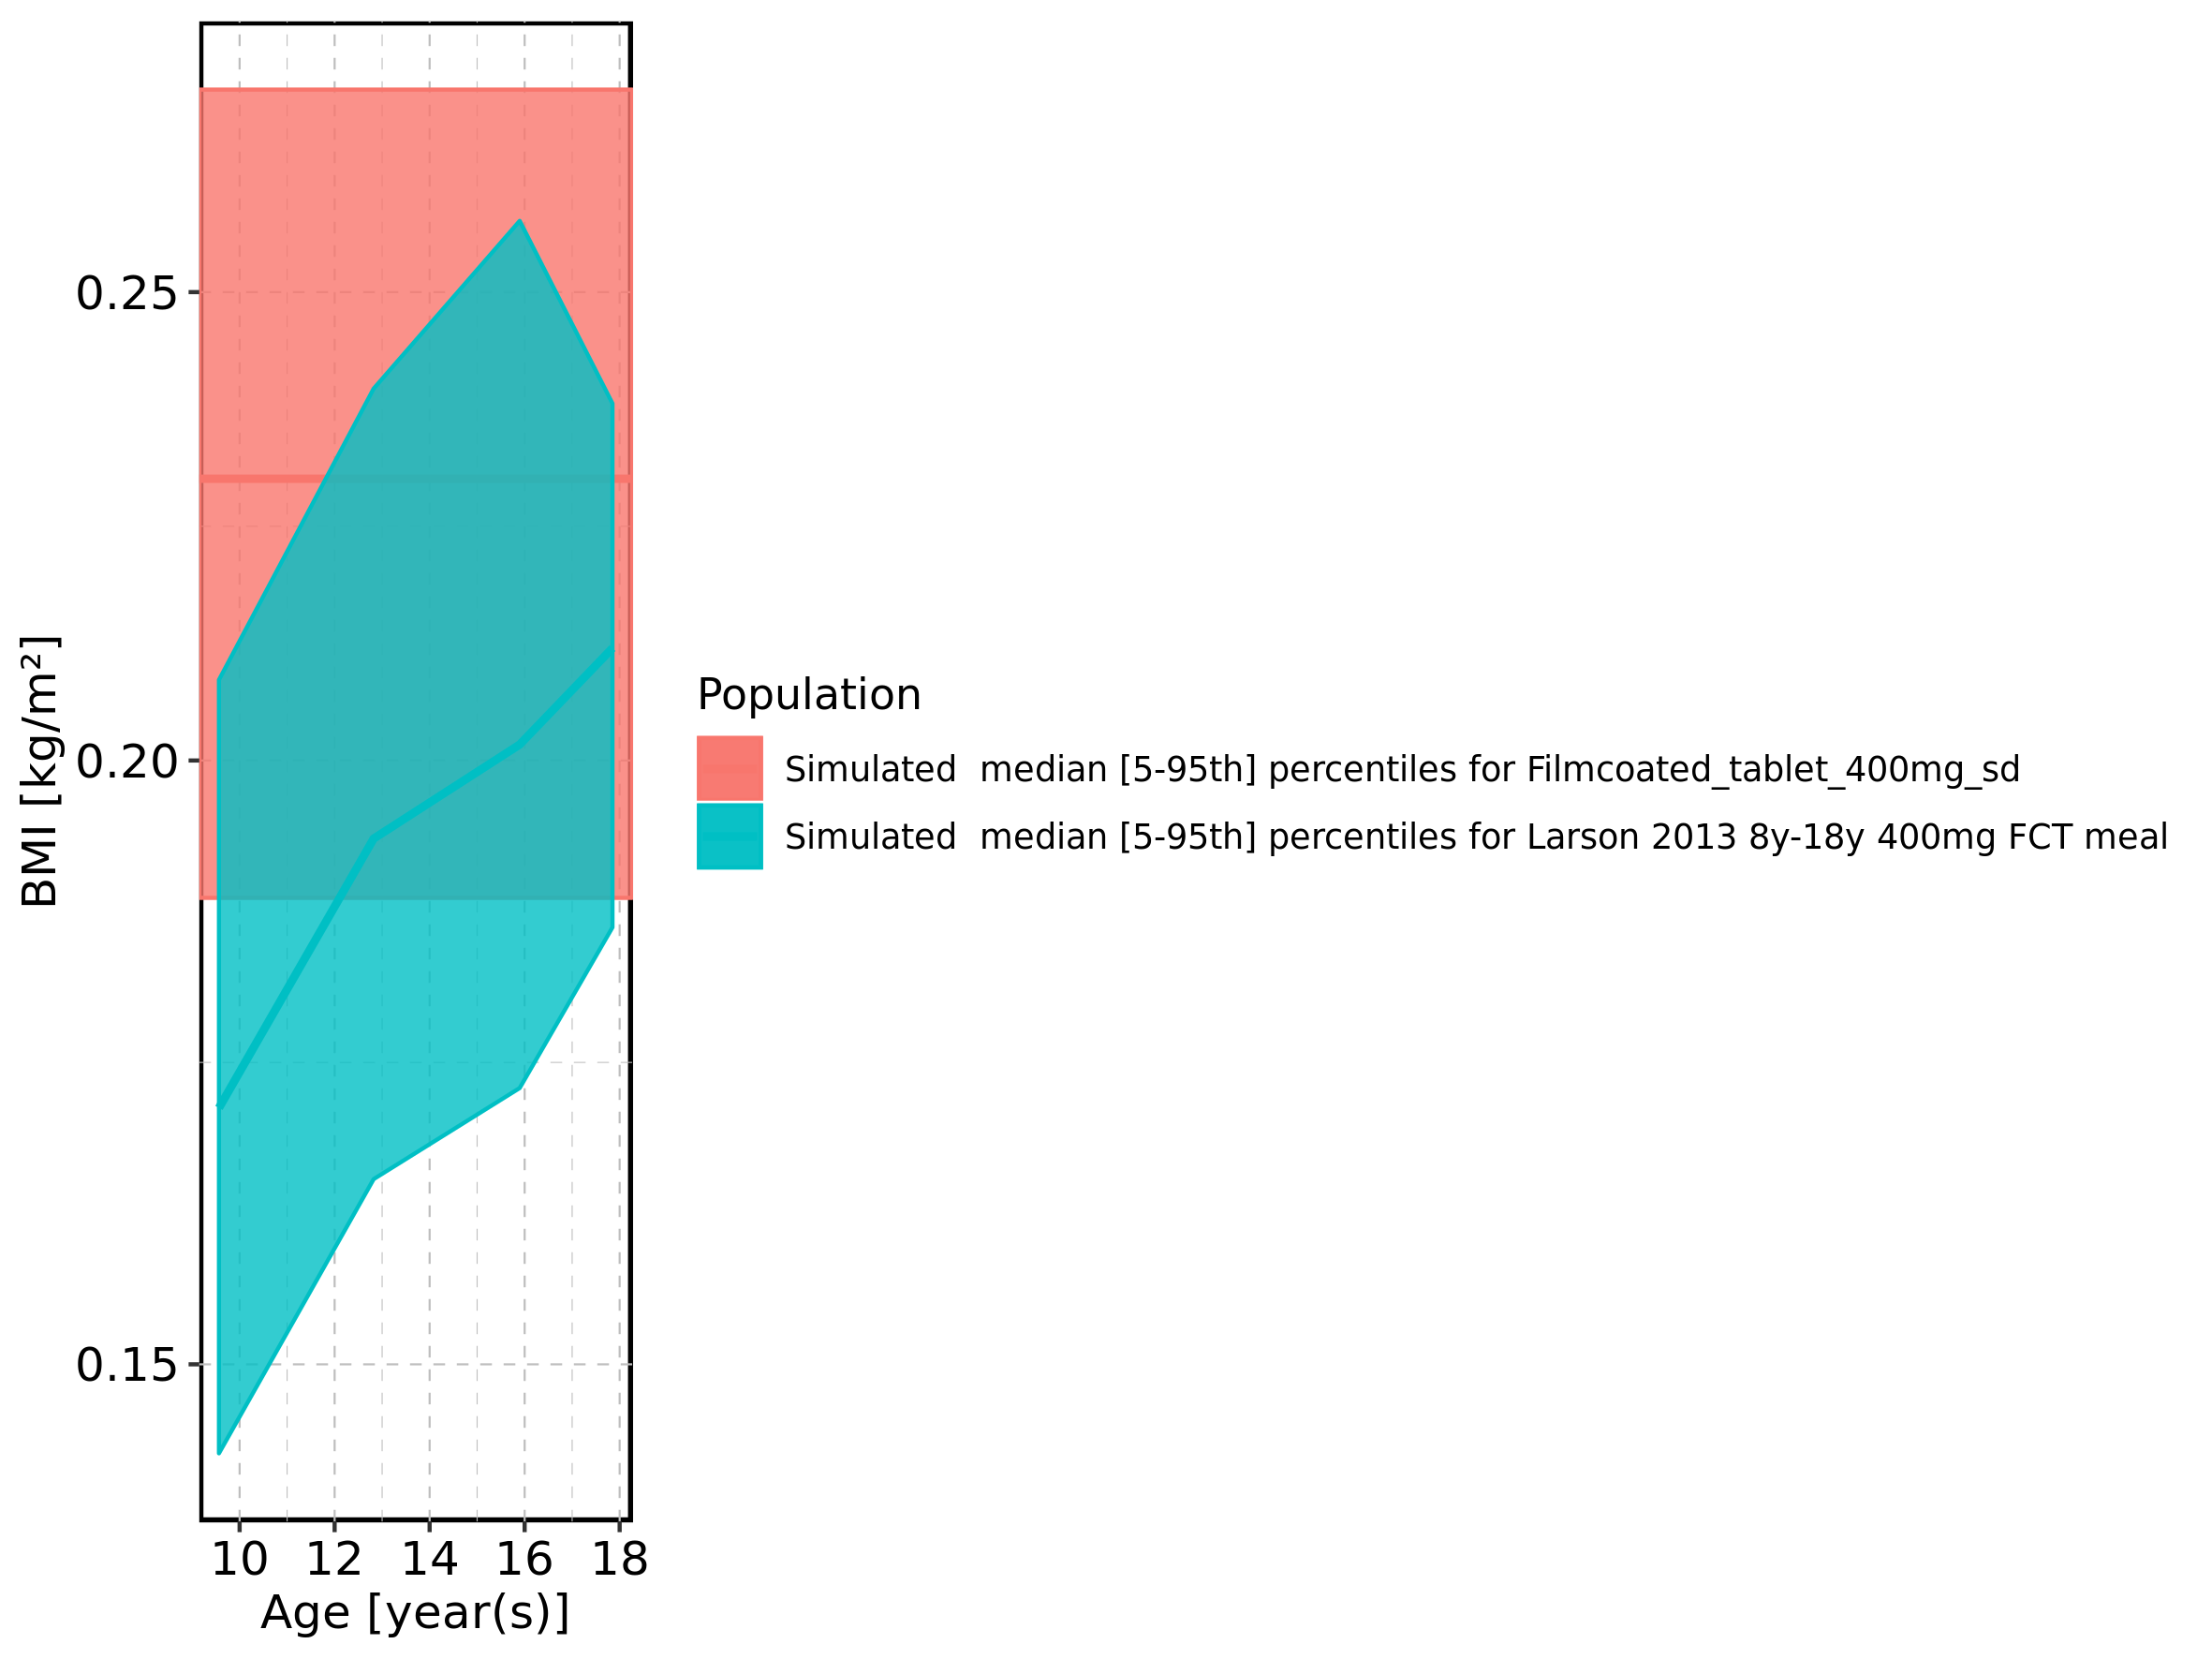 BMI [kg/m²]
0.25
0.20
0.15
10 12 14 16 18
Age [year(s)]
Population
Simulated  median [5-95th] percentiles for Filmcoated_tablet_400mg_sd
Simulated  median [5-95th] percentiles for Larson 2013 8y-18y 400mg FCT meal